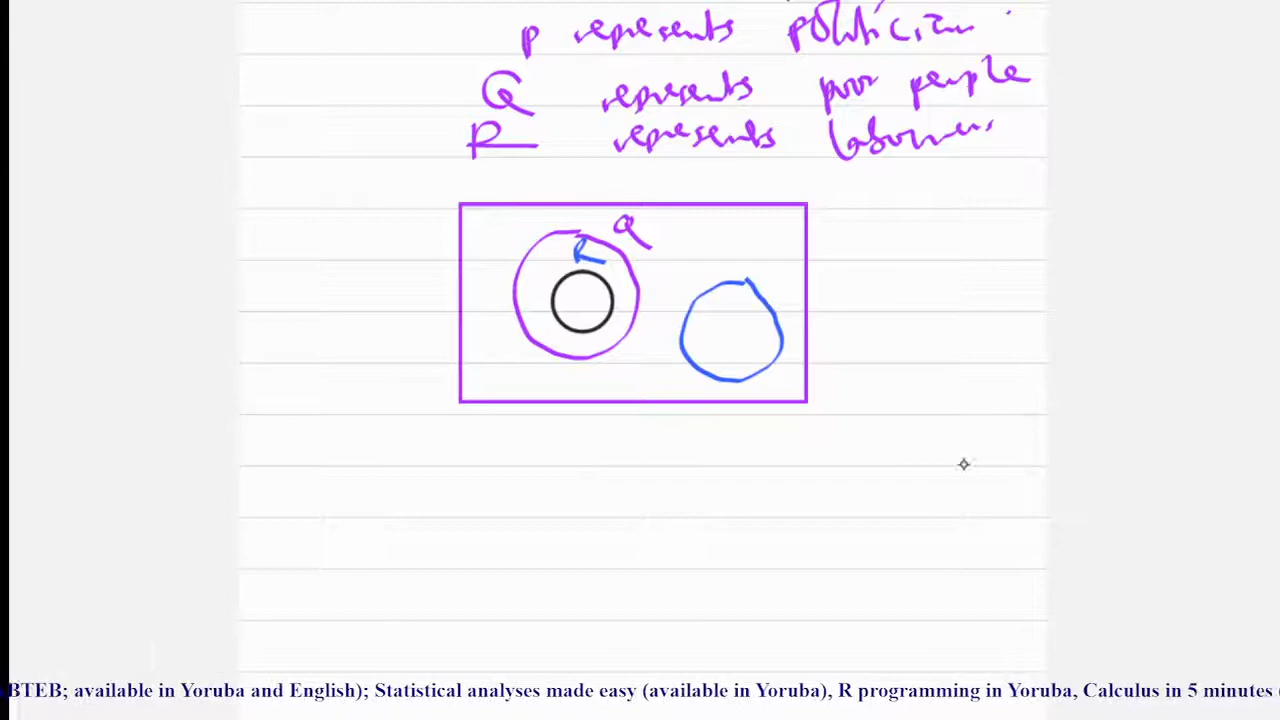 P represents politician
Q represents poor people
R represents labourers
Q
R
BTEB; available in Yoruba and English); Statistical analyses made easy (available in Yoruba), R programming in Yoruba, Calculus in 5 minutes (